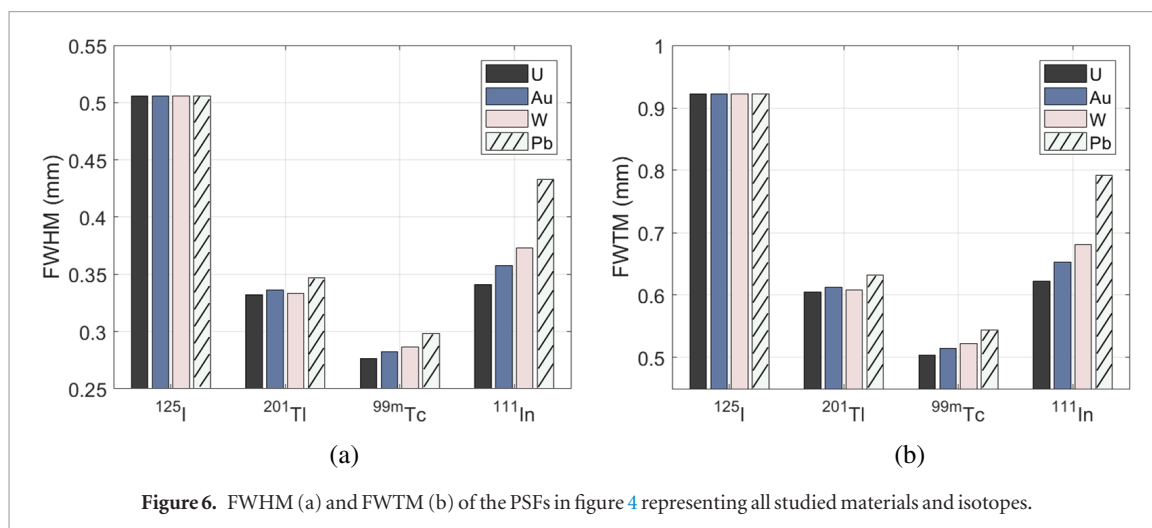 0.55
0.5
0.45
0.4
0.35
0.3
0.25
FWHM (mm)
U
Au
W
Pb
125I
201Tl
99mTc
111In
(a)
1
0.9
0.8
0.7
0.6
0.5
FWTM (mm)
U
Au
W
Pb
125I
201Tl
99mTc
111In
(b)
Figure 6. FWHM (a) and FWTM (b) of the PSFs in figure 4 representing all studied materials and isotopes.